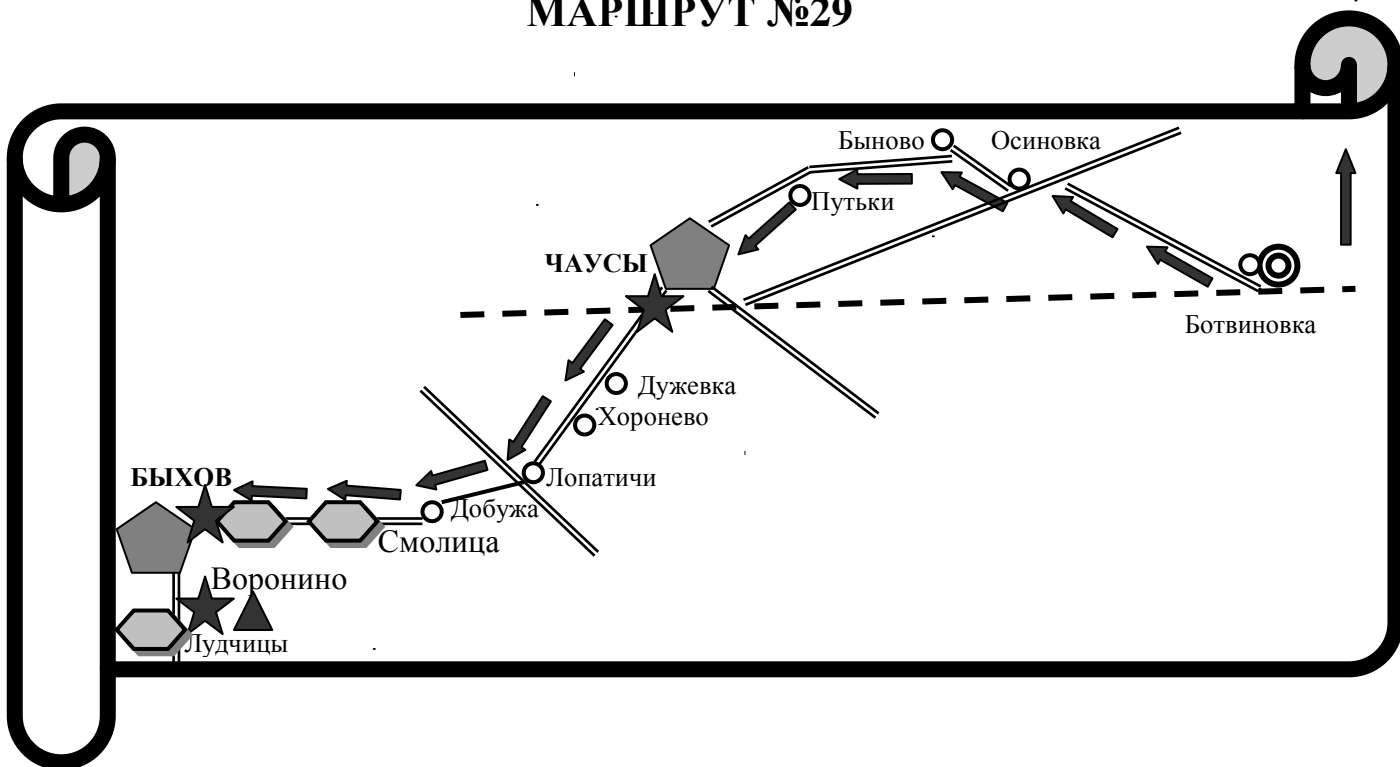 МАРШРУТ №29
Быново
Осиновка
Путьки
ЧАУСЫ
Ботвиновка
Дужевка
Хоронево
БЫХОВ
Лопатичи
Добужа
Смолица
Воронино
Лудчицы